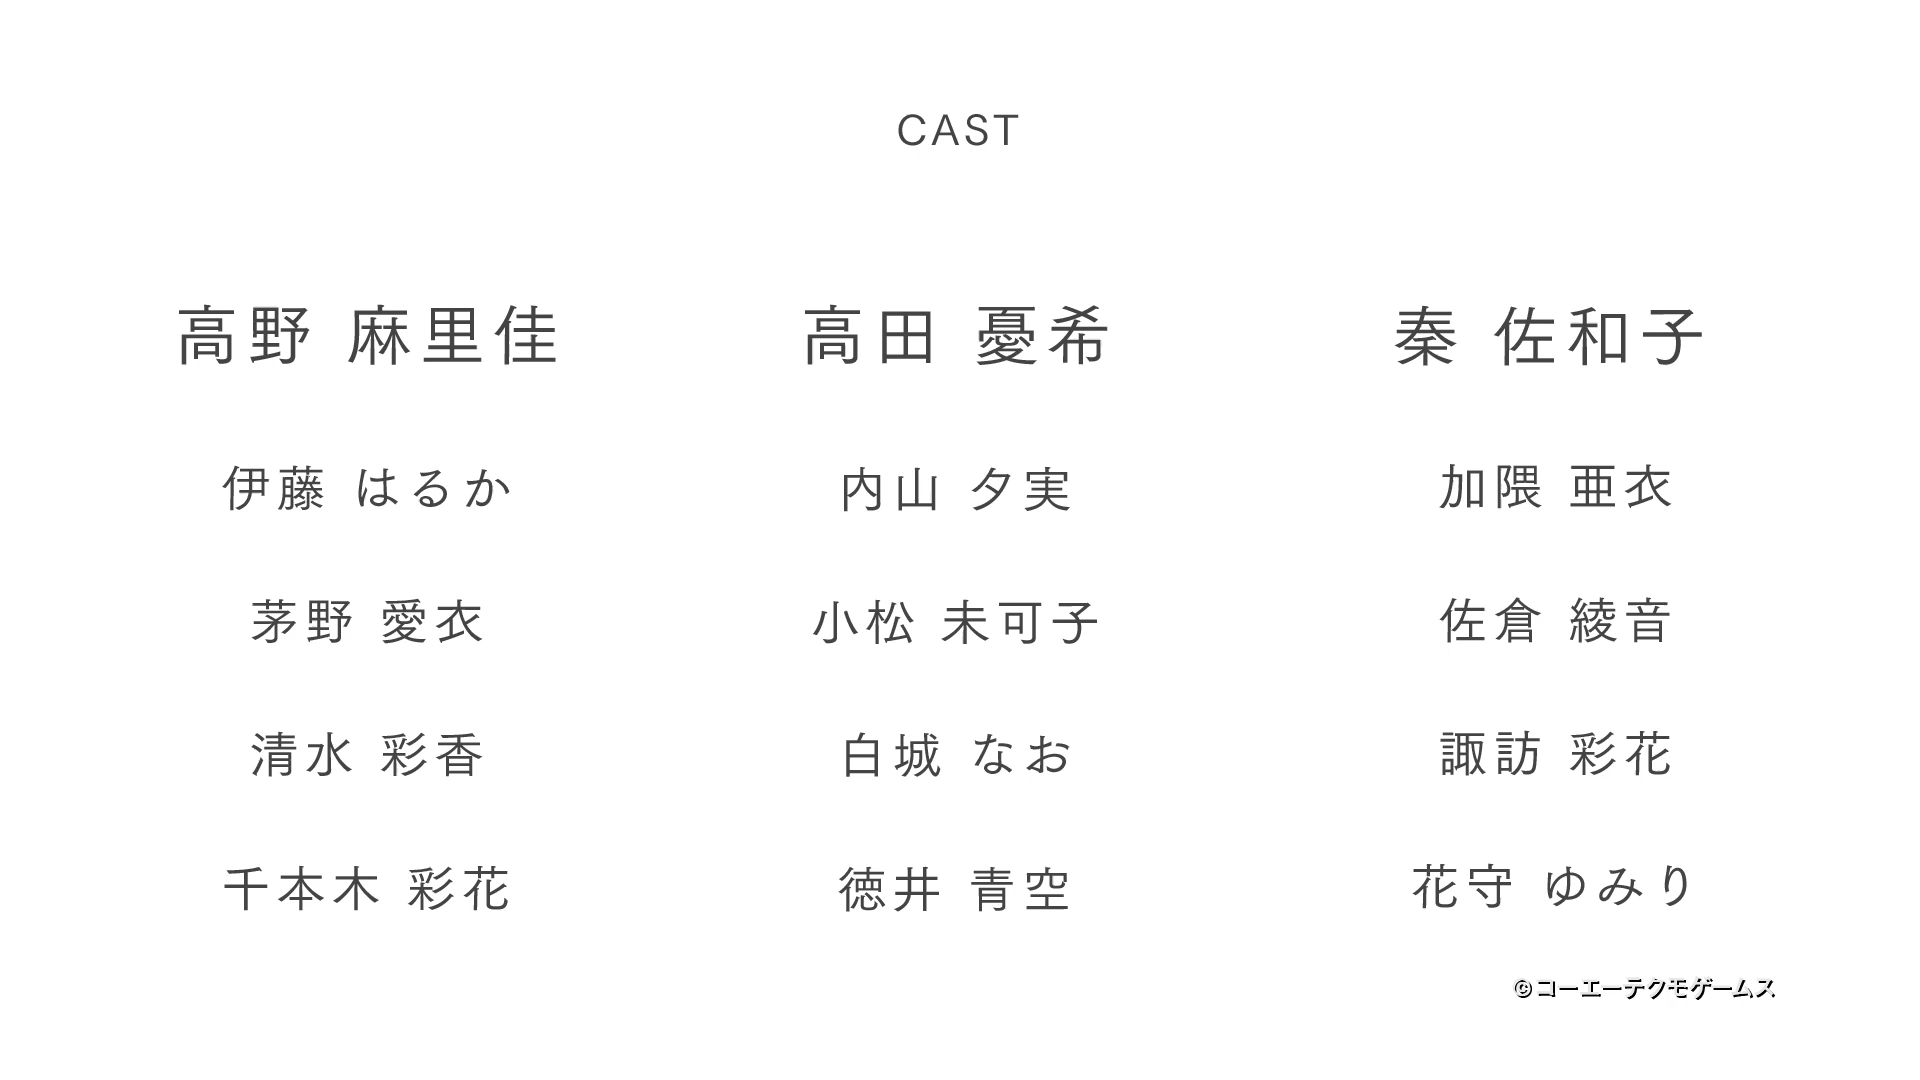 CAST
高野 麻里佳 高田 憂希 秦 佐和子
伊藤 はるか 内山 夕実 加隈 亜衣
茅野 愛衣 小松 未可子 佐倉 綾音
清水 彩香 白城 なお 諏訪 彩花
千本木 彩花 徳井 青空 花守 ゆみり
©コーエーテクモゲームス